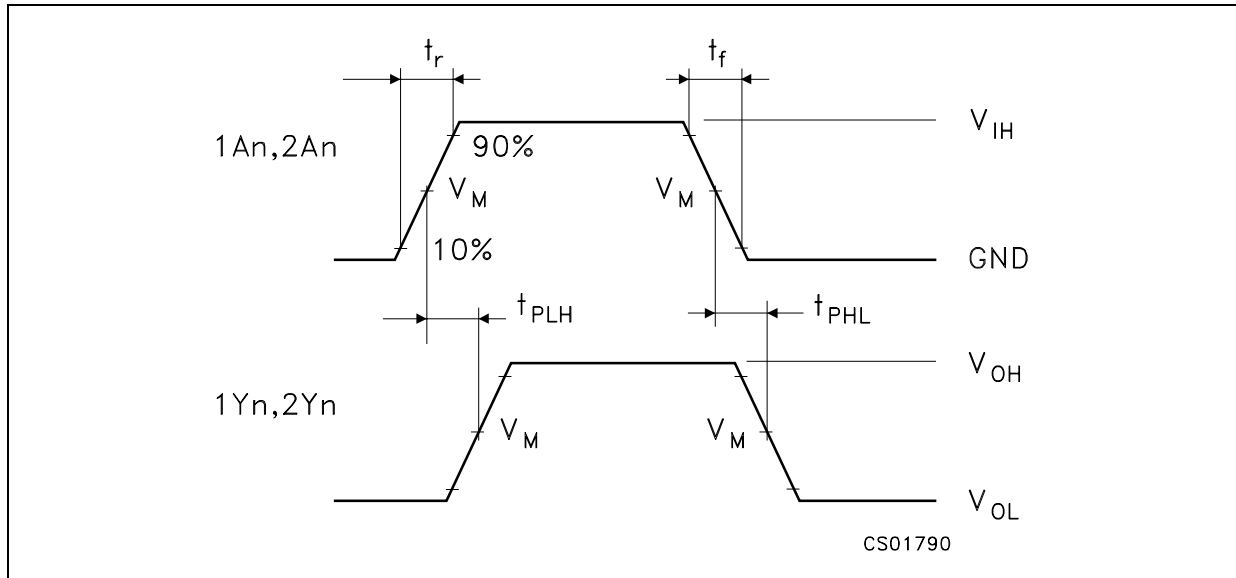 tr tf
1An,2An 90% VIH
VM VM
10% GND
tPLH tPHL
1Yn,2Yn VOH
VM VM
VOL
CS01790